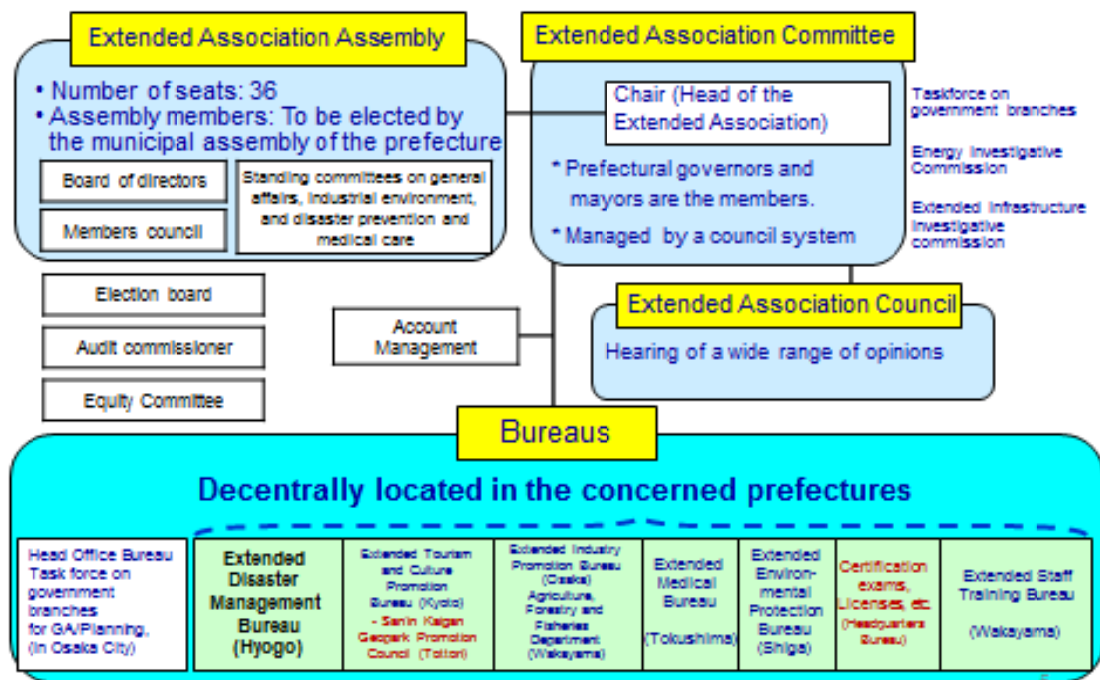 Extended Association Assembly
• Number of seats: 36
• Assembly members: To be elected by
the municipal assembly of the prefecture
Board of directors
Members council
Standing committees on general
affairs, industrial environment,
and disaster prevention and
medical care
Extended Association Committee
Chair (Head of the
Extended Association)
* Prefectural governors and
mayors are the members.
* Managed by a council system
Taskforce on
government branches
Energy Investigative
Commission
Extended Infrastructure
Investigative
commission
Election board
Audit commissioner
Equity Committee
Account
Management
Extended Association Council
Hearing of a wide range of opinions
Bureaus
Decentrally located in the concerned prefectures
Head Office Bureau
Task force on
government
branches
for GA/Planning,
(in Osaka City)
Extended
Disaster
Management
Bureau
(Hyogo)
Extended Tourism
and Culture
Promotion
Bureau (Kyoto)
- San'in Kaigan
Geopark Promotion
Council (Tottori)
Extended Industry
Promotion Bureau
(Osaka)
Agriculture,
Forestry and
Fisheries
Department
(Wakayama)
Extended
Medical
Bureau
(Tokushima)
Extended
Environ-
mental
Protection
Bureau
(Shiga)
Certification
exams,
Licenses, etc.
(Headquarters
Bureau)
Extended Staff
Training Bureau
(Wakayama)